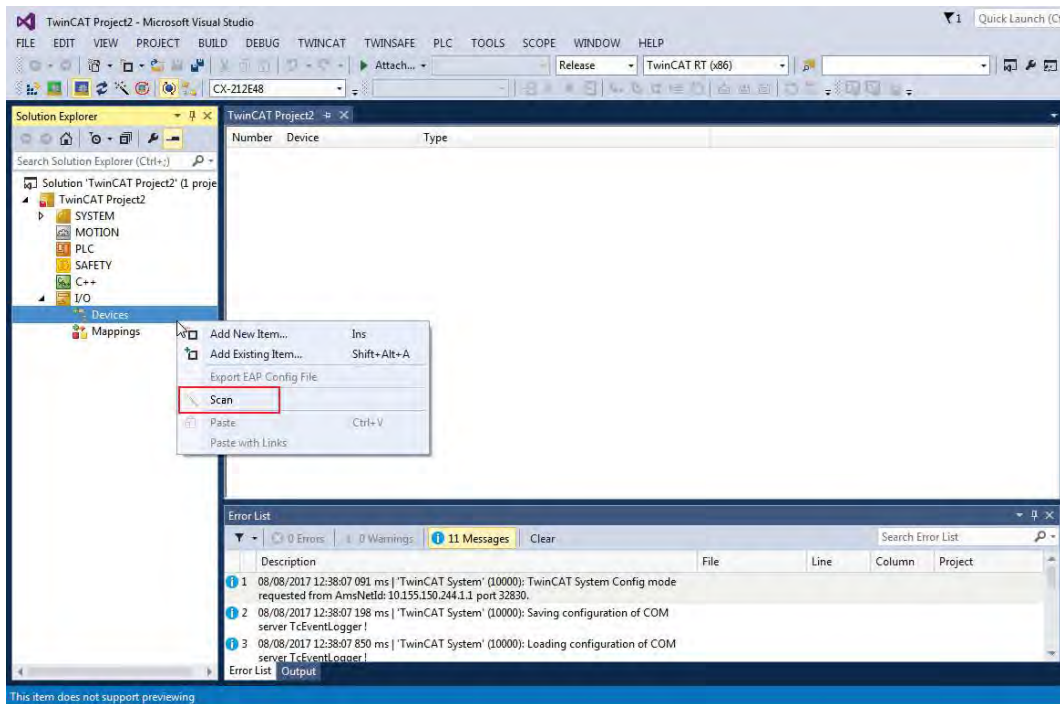 TwinCAT Project2 - Microsoft Visual Studio
1 Quick Launch (C
FILE EDIT VIEW PROJECT BUILD DEBUG TWINCAT TWINSAFE PLC TOOLS SCOPE WINDOW HELP
Attach... Release TwinCAT RT (x86)
CX-212E48
Solution Explorer
TwinCAT Project2
Number Device Type
Search Solution Explorer (Ctrl+;)
Solution 'TwinCAT Project2' (1 proje
TwinCAT Project2
SYSTEM
MOTION
PLC
SAFETY
C++
I/O
Devices
Mappings
Add New Item... Ins
Add Existing Item... Shift+Alt+A
Export EAP Config File
Scan
Paste Ctrl+V
Paste with Links
Error List
0 Errors 0 Warnings 11 Messages Clear Search Error List
Description File Line Column Project
1 08/08/2017 12:38:07 091 ms | 'TwinCAT System' (10000): TwinCAT System Config mode
requested from AmsNetId: 10.155.150.244.1.1 port 32830.
2 08/08/2017 12:38:07 198 ms | 'TwinCAT System' (10000): Saving configuration of COM
server TcEventLogger !
3 08/08/2017 12:38:07 850 ms | 'TwinCAT System' (10000): Loading configuration of COM
server TcEventLogger !
Error List Output
This item does not support previewing